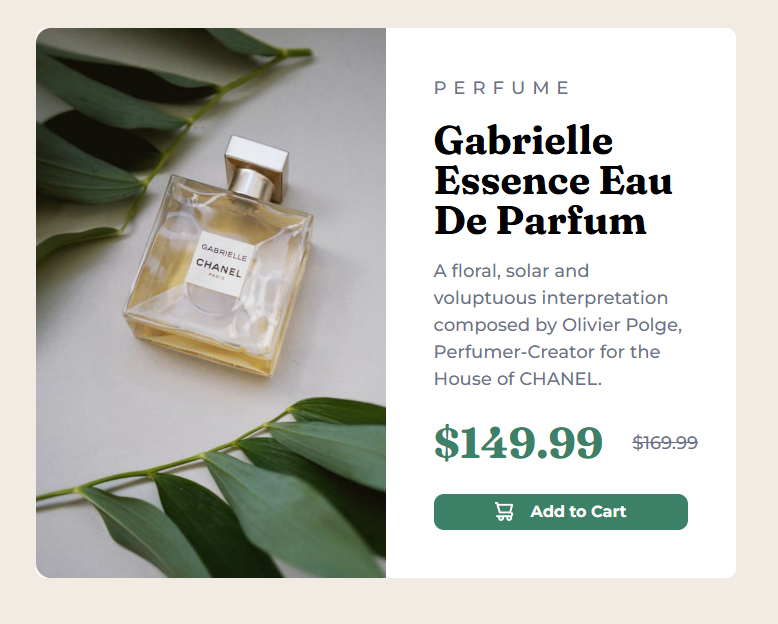 GABRIELLE
CHANEL
PARIS
PERFUME
Gabrielle
Essence Eau
De Parfum
A floral, solar and
voluptuous interpretation
composed by Olivier Polge,
Perfumer-Creator for the
House of CHANEL.
$149.99 $169.99
Add to Cart